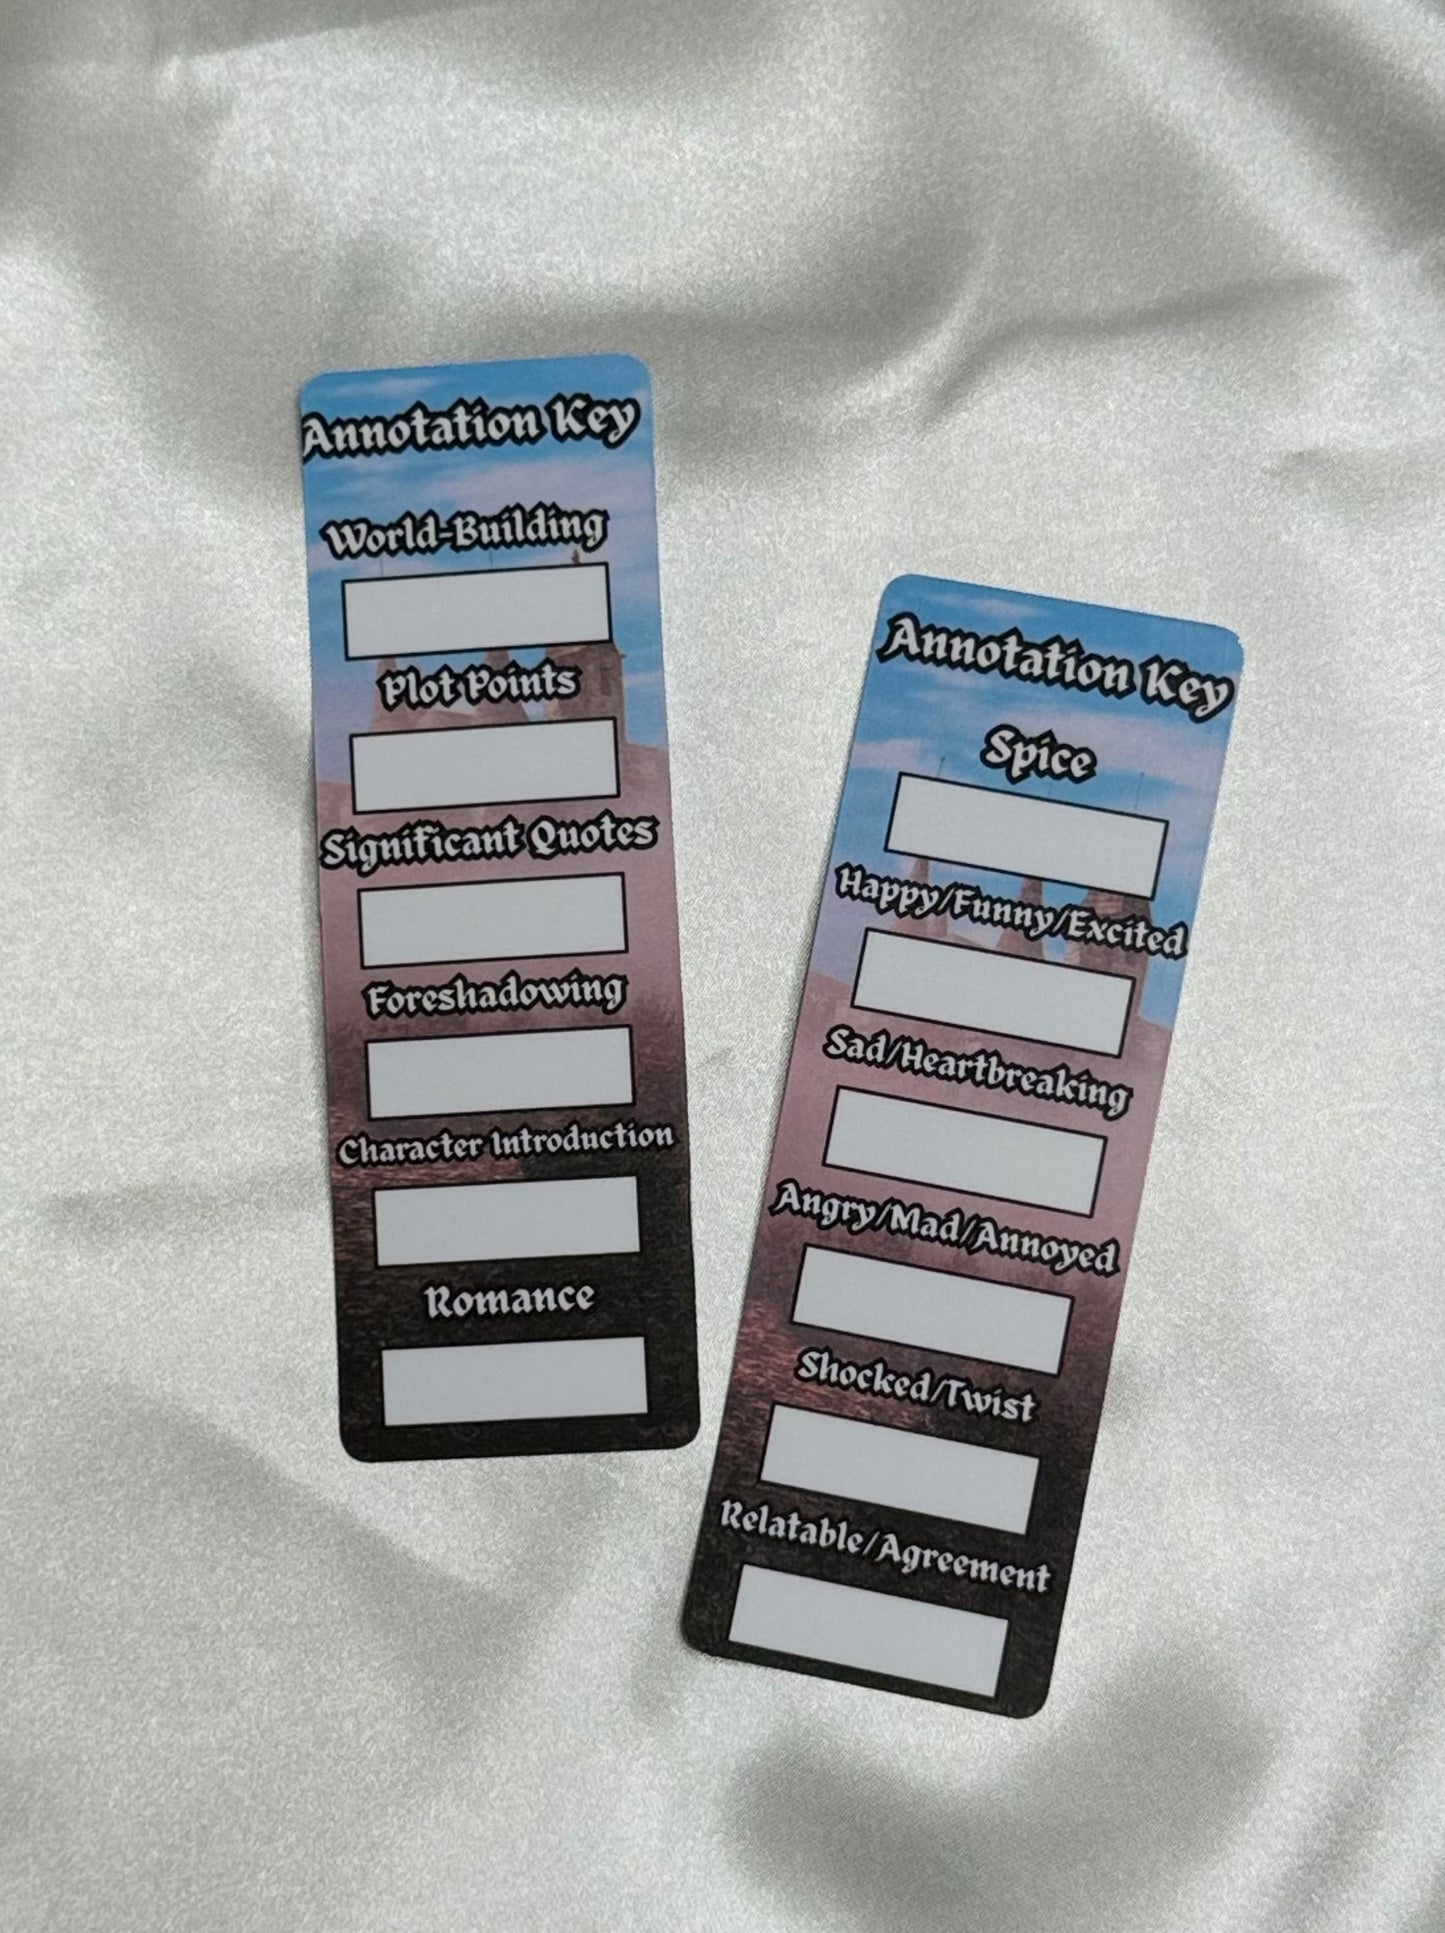 Annotation Key
World-Building
Plot Points
Significant Quotes
Foreshadowing
Character Introduction
Romance
Annotation Key
Spice
Happy/Funny/Excited
Sad/Heartbreaking
Angry/Mad/Annoyed
Shocked/Twist
Relatable/Agreement